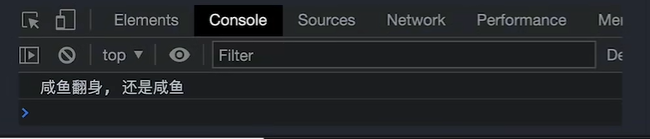 Elements Console Sources Network Performance
top ▼ Filter
咸鱼翻身, 还是咸鱼
>